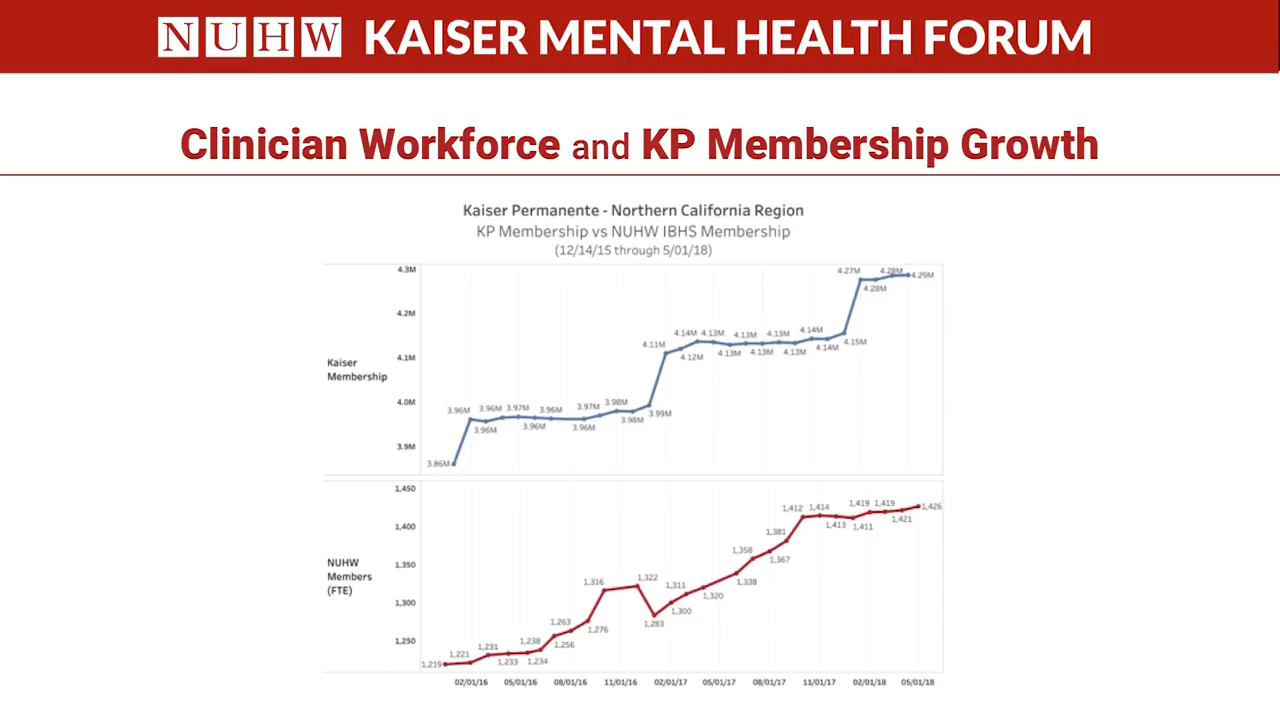 NUHW KAISER MENTAL HEALTH FORUM
Clinician Workforce and KP Membership Growth
Kaiser Permanente - Northern California Region
KP Membership vs NUHW IBHS Membership
(12/14/15 through 5/01/18)
4.3M
4.2M
4.1M
4.0M
3.9M
Kaiser
Membership
3.86M
3.96M
3.96M
3.96M
3.97M
3.96M
3.96M
3.96M
3.97M
3.98M
3.98M
3.99M
4.11M
4.12M
4.14M
4.13M
4.13M
4.13M
4.13M
4.13M
4.13M
4.14M
4.14M
4.15M
4.27M
4.28M
4.28M
4.29M
1,450
1,400
1,350
1,300
1,250
NUHW
Members
(FTE)
1,219
1,221
1,231
1,233
1,238
1,234
1,263
1,256
1,276
1,316
1,322
1,283
1,311
1,300
1,320
1,338
1,358
1,367
1,381
1,412
1,414
1,413
1,411
1,419
1,419
1,421
1,426
02/01/16
05/01/16
08/01/16
11/01/16
02/01/17
05/01/17
08/01/17
11/01/17
02/01/18
05/01/18